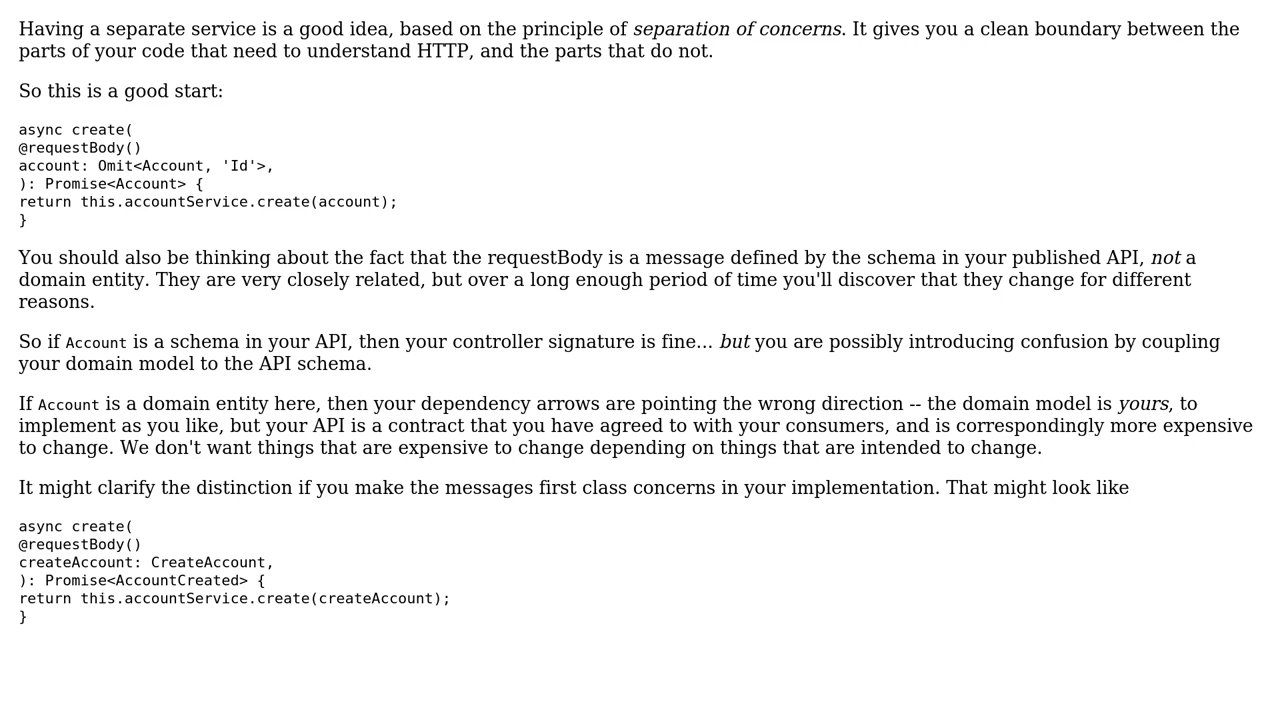 Having a separate service is a good idea, based on the principle of separation of concerns. It gives you a clean boundary between the
parts of your code that need to understand HTTP, and the parts that do not.
So this is a good start:
async create(
@requestBody()
account: Omit<Account, 'Id'>,
): Promise<Account> {
return this.accountService.create(account);
}
You should also be thinking about the fact that the requestBody is a message defined by the schema in your published API, not a
domain entity. They are very closely related, but over a long enough period of time you'll discover that they change for different
reasons.
So if Account is a schema in your API, then your controller signature is fine... but you are possibly introducing confusion by coupling
your domain model to the API schema.
If Account is a domain entity here, then your dependency arrows are pointing the wrong direction -- the domain model is yours, to
implement as you like, but your API is a contract that you have agreed to with your consumers, and is correspondingly more expensive
to change. We don't want things that are expensive to change depending on things that are intended to change.
It might clarify the distinction if you make the messages first class concerns in your implementation. That might look like
async create(
@requestBody()
createAccount: CreateAccount,
): Promise<AccountCreated> {
return this.accountService.create(createAccount);
}